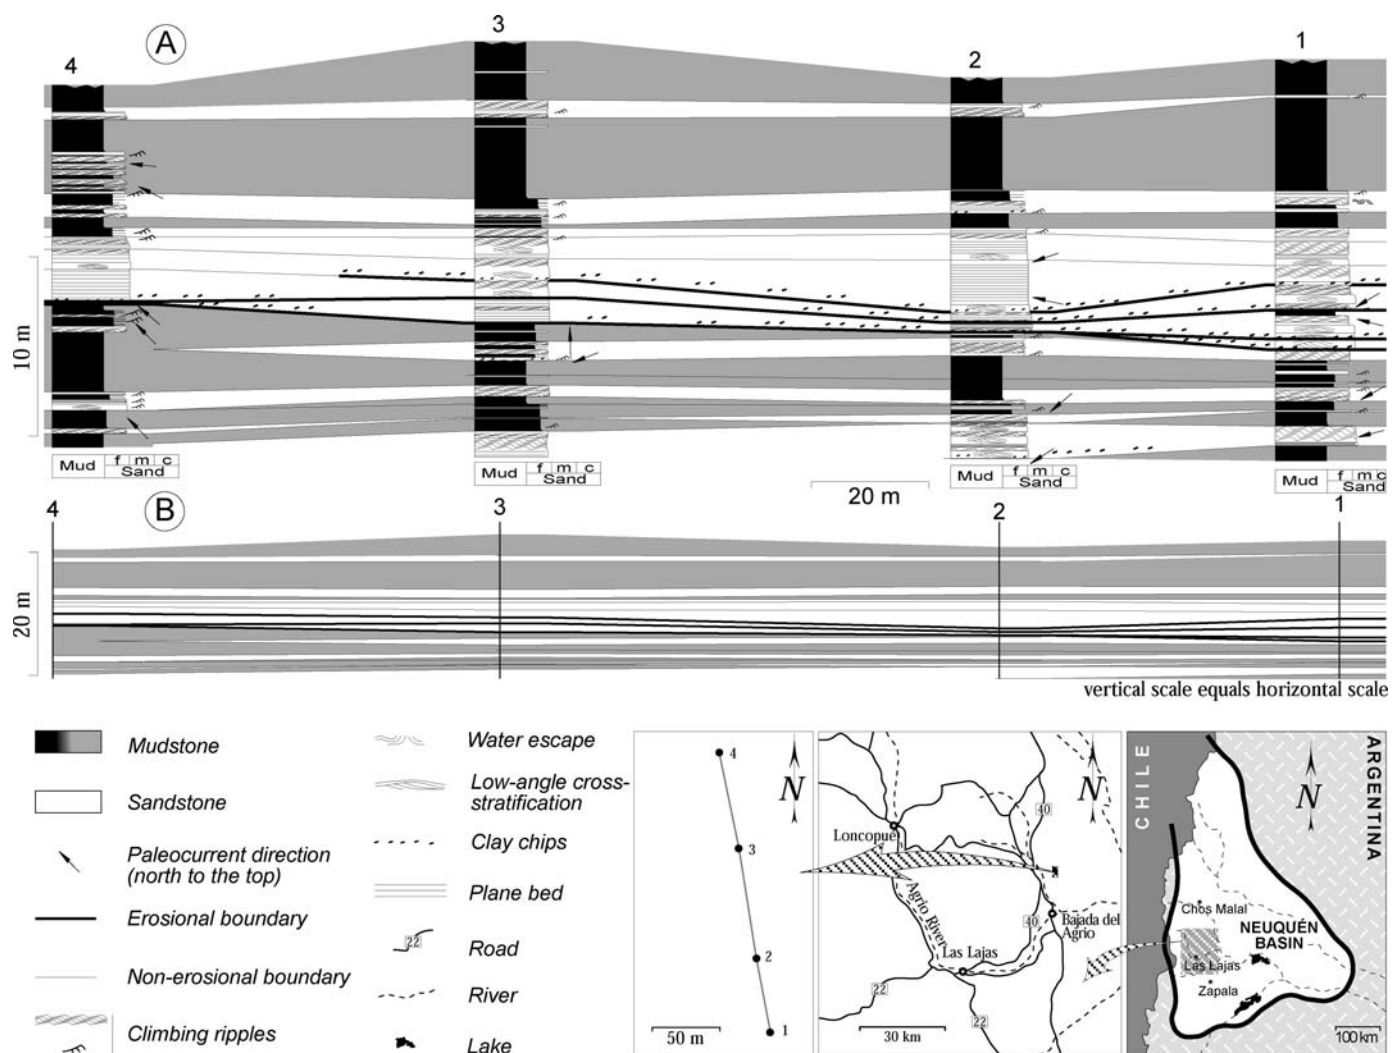 A
4
3
2
1
10 m
Mud
f m c
Sand
Mud
f m c
Sand
Mud
f m c
Sand
Mud
f m c
Sand
20 m
B
4
3
2
1
20 m
vertical scale equals horizontal scale
Mudstone
Sandstone
Paleocurrent direction
(north to the top)
Erosional boundary
Non-erosional boundary
Climbing ripples
Water escape
Low-angle cross-
stratification
Clay chips
Plane bed
22
Road
River
Lake
4
3
2
1
N
50 m
N
40
Loncopué
Agrio River
40
Bajada del
Agrio
Las Lajas
22
22
30 km
CHILE
ARGENTINA
N
Chos Malal
NEUQUÉN
BASIN
Las Lajas
Zapala
100 km